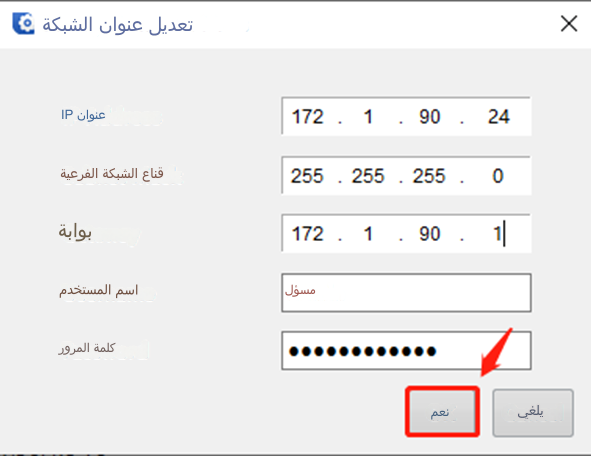 تعديل عنوان الشبكة
عنوان IP
172 . 1 . 90 . 24
قناع الشبكة الفرعية
255 . 255 . 255 . 0
بوابة
172 . 1 . 90 . 1
اسم المستخدم
مسؤل
كلمة المرور
●●●●●●●●●●●●
نعم
يلغي